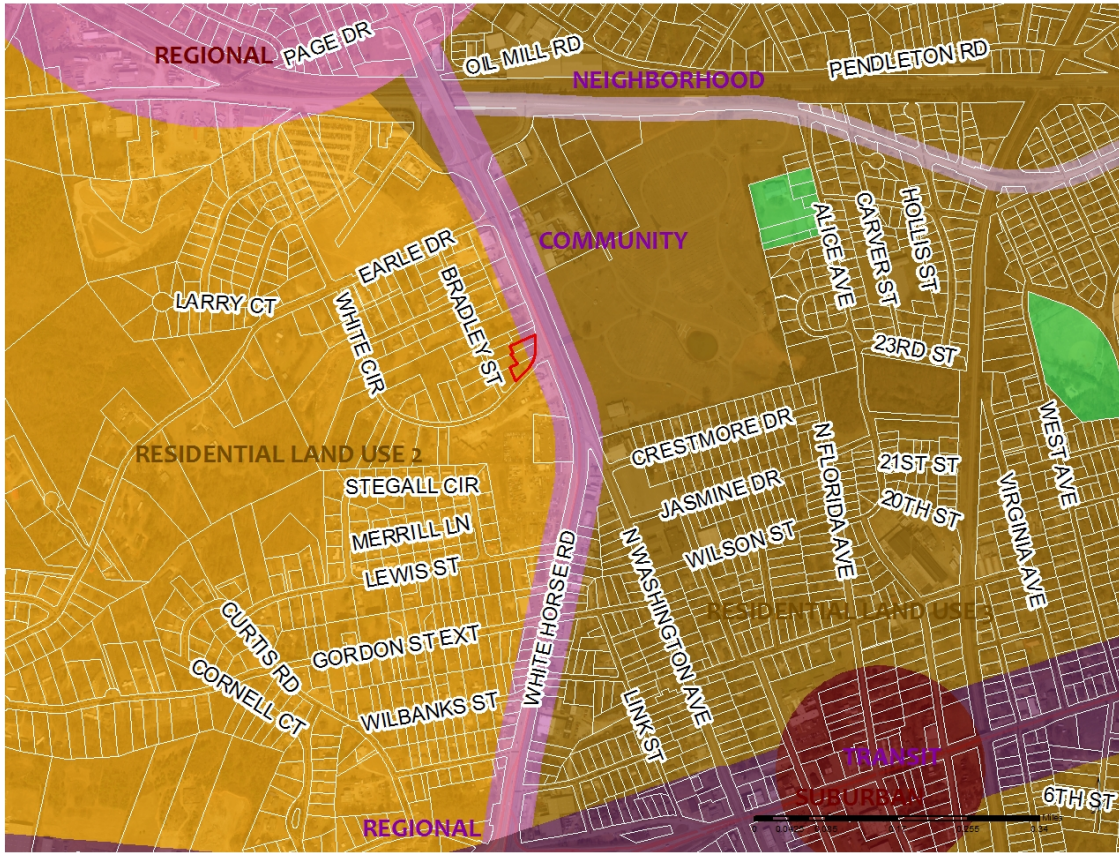 PAGE DR
REGIONAL
OIL MILL RD
PENDLETON RD
NEIGHBORHOOD
HOLLIS ST
CARVER ST
ALICE AVE
COMMUNITY
EARLE DR
BRADLEY ST
LARRY CT
WHITE CIR
23RD ST
WEST AVE
CRESTMORE DR
RESIDENTIAL LAND USE 2
N FLORIDA AVE
21ST ST
STEGALL CIR
JASMINE DR
20TH ST
VIRGINIA AVE
MERRILL LN
WILSON ST
LEWIS ST
N WASHINGTON AVE
WHITE HORSE RD
RESIDENTIAL LAND USE 3
CURTIS RD
GORDON ST EXT
CORNELL CT
WILBANKS ST
LINK ST
TRANSIT
SUBURBAN
6TH ST
REGIONAL
0.255
0.34